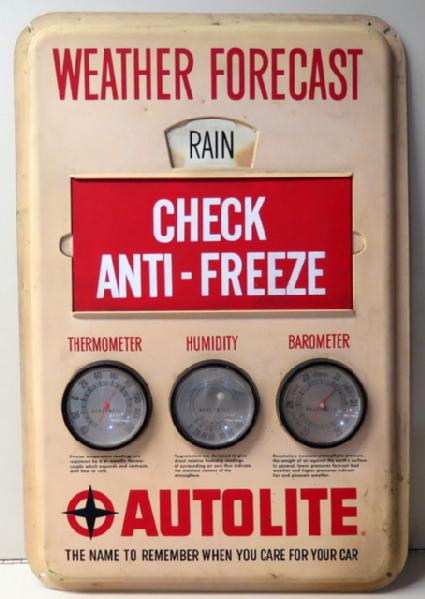 WEATHER FORECAST
RAIN
CHECK
ANTI-FREEZE
THERMOMETER HUMIDITY BAROMETER
AUTOLITE
THE NAME TO REMEMBER WHEN YOU CARE FOR YOUR CAR